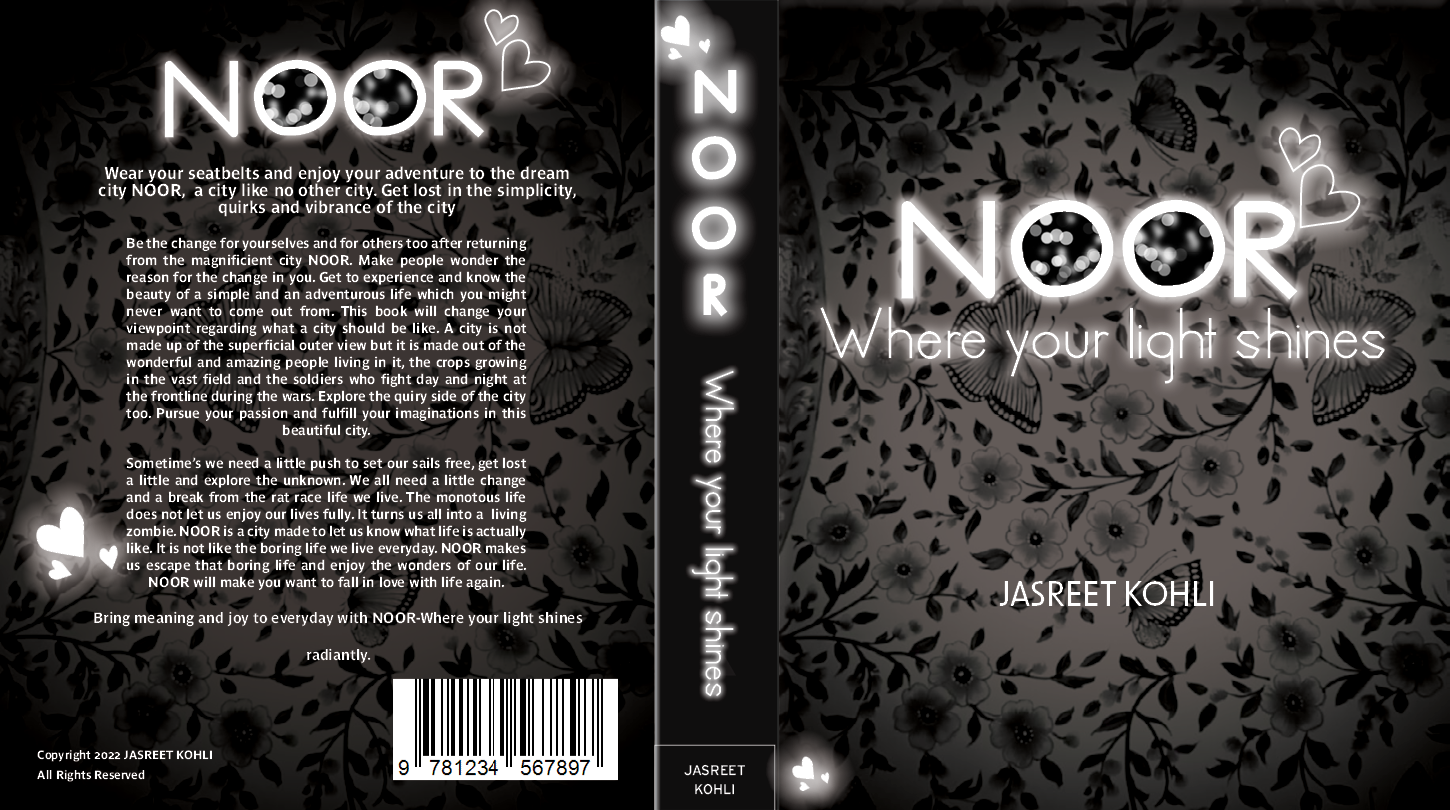 NOOR
Wear your seatbelts and enjoy your adventure to the dream
city NOOR, a city like no other city. Get lost in the simplicity,
quirks and vibrance of the city
Be the change for yourselves and for others too after returning
from the magnificient city NOOR. Make people wonder the
reason for the change in you. Get to experience and know the
beauty of a simple and an adventurous life which you might
never want to come out from. This book will change your
viewpoint regarding what a city should be like. A city is not
made up of the superficial outer view but it is made out of the
wonderful and amazing people living in it, the crops growing
in the vast field and the soldiers who fight day and night at
the frontline during the wars. Explore the quiry side of the city
too. Pursue your passion and fulfill your imaginations in this
beautiful city.
Sometime's we need a little push to set our sails free, get lost
a little and explore the unknown. We all need a little change
and a break from the rat race life we live. The monotous life
does not let us enjoy our lives fully. It turns us all into a living
zombie. NOOR is a city made to let us know what life is actually
like. It is not like the boring life we live everyday. NOOR makes
us escape that boring life and enjoy the wonders of our life.
NOOR will make you want to fall in love with life again.
Bring meaning and joy to everyday with NOOR-Where your light shines
radiantly.
Copyright 2022 JASREET KOHLI
All Rights Reserved
9 781234 567897
NOOR
Where your light shines
JASREET
KOHLI
NOOR
Where your light shines
JASREET KOHLI